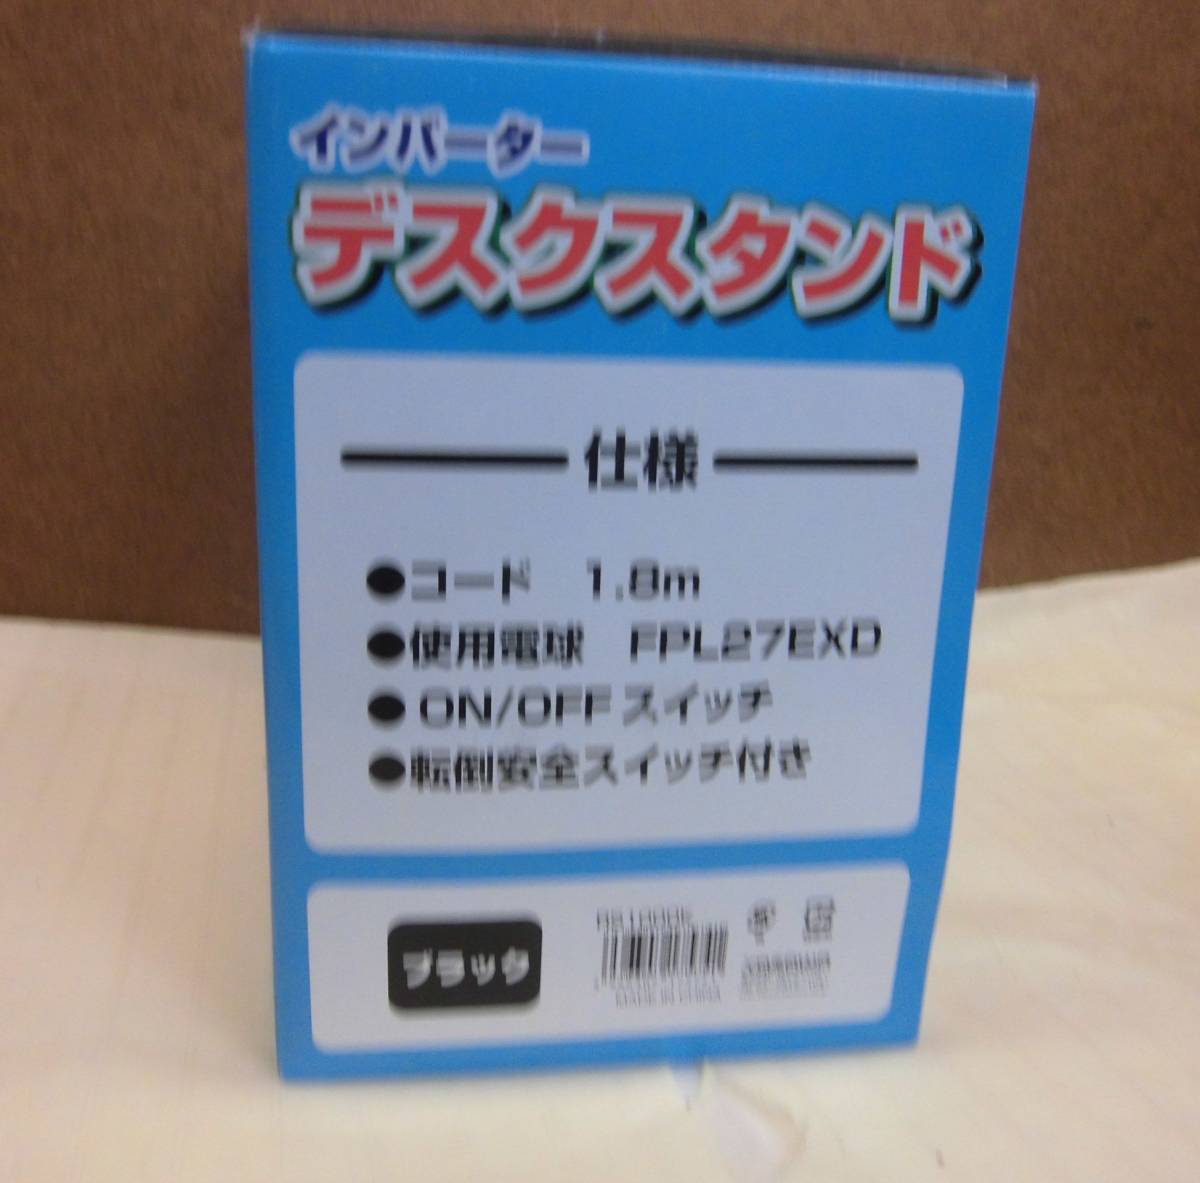 インバーター
デスクスタンド
仕様
●コード 1.8m
●使用電球 FPL27EXD
●ON/OFFスイッチ
●転倒安全スイッチ付き
ブラック
MADE IN CHINA
YAZAWA